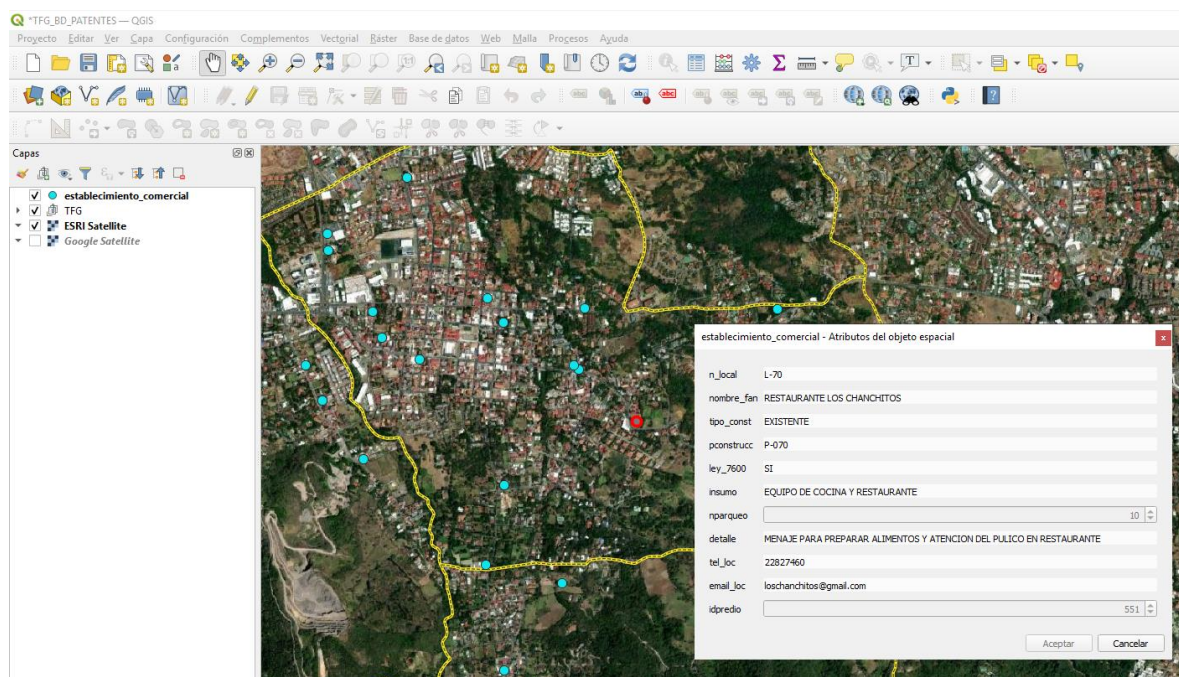 *TFG_BD_PATENTES — QGIS
Proyecto Editar Ver Capa Configuración Complementos Vectorial Ráster Base de datos Web Malla Procesos Ayuda
Capas
establecimiento_comercial
TFG
ESRI Satellite
Google Satellite
establecimiento_comercial - Atributos del objeto espacial
n_local L-70
nombre_fan RESTAURANTE LOS CHANCHITOS
tipo_const EXISTENTE
pconstrucc P-070
ley_7600 SI
insumo EQUIPO DE COCINA Y RESTAURANTE
nparqueo 10
detalle MENAJE PARA PREPARAR ALIMENTOS Y ATENCION DEL PULICO EN RESTAURANTE
tel_loc 22827460
email_loc loschanchitos@gmail.com
idpredio 551
Aceptar Cancelar